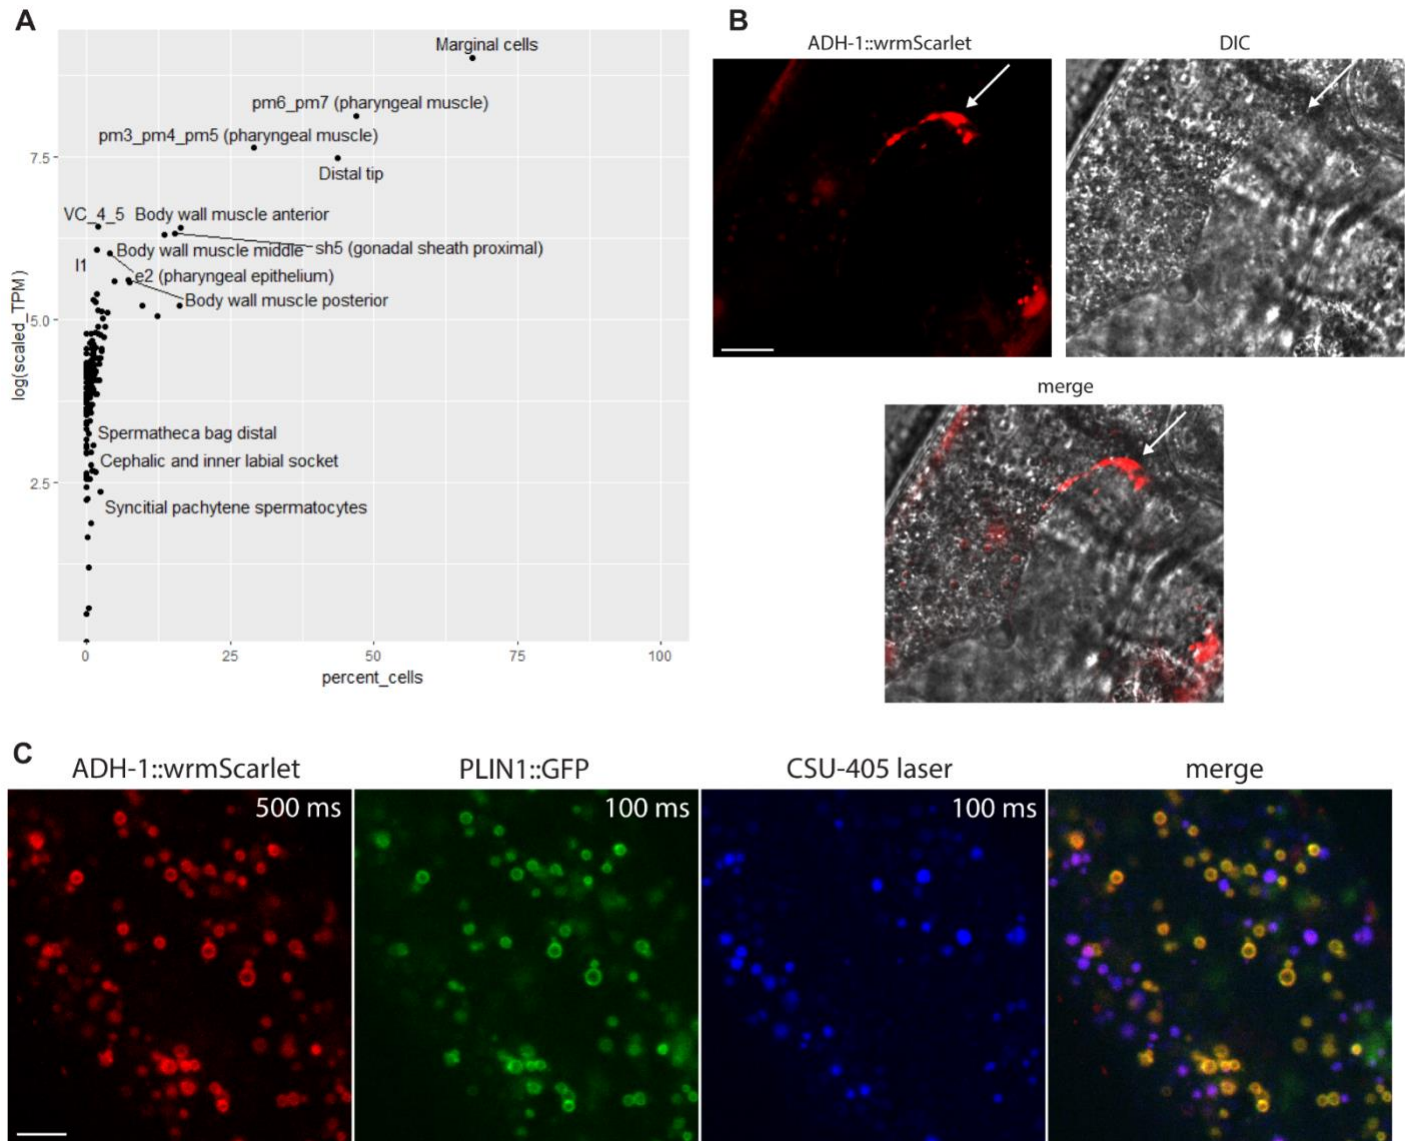 A
Marginal cells
pm6_pm7 (pharyngeal muscle)
pm3_pm4_pm5 (pharyngeal muscle)
7.5
Distal tip
VC_4_5 Body wall muscle anterior
sh5 (gonadal sheath proximal)
Body wall muscle middle
I1
e2 (pharyngeal epithelium)
Body wall muscle posterior
5.0
log(scaled_TPM)
Spermatheca bag distal
Cephalic and inner labial socket
2.5
Syncitial pachytene spermatocytes
0 25 50 75 100
percent_cells
B
ADH-1::wrmScarlet
DIC
merge
C
ADH-1::wrmScarlet
PLIN1::GFP
CSU-405 laser
merge
500 ms
100 ms
100 ms